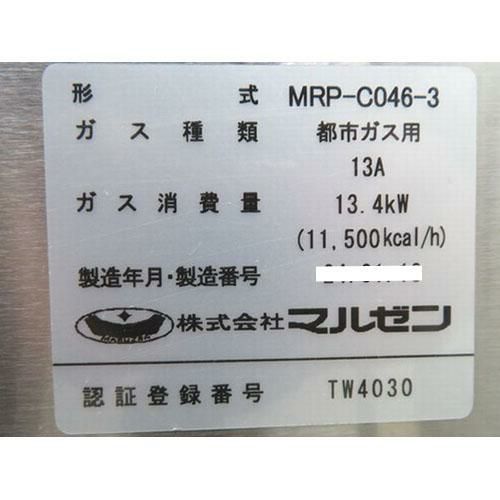 形式 MRP-C046-3
ガス種類 都市ガス用
13A
ガス消費量 13.4kW
(11,500kcal/h)
製造年月・製造番号
MARUZEN 株式会社 マルゼン
認証登録番号 TW4030